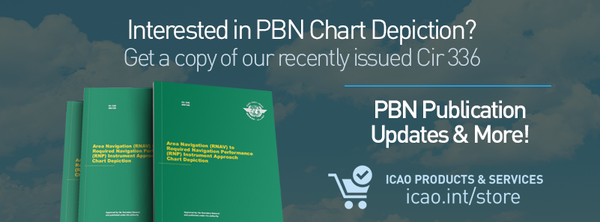 Interested in PBN Chart Depiction?
Get a copy of our recently issued Cir 336
PBN Publication
Updates & More!
ICAO PRODUCTS & SERVICES
icao.int/store
Area Navigation (RNAV) to
Required Navigation Performance
(RNP) Instrument Approach
Chart Depiction